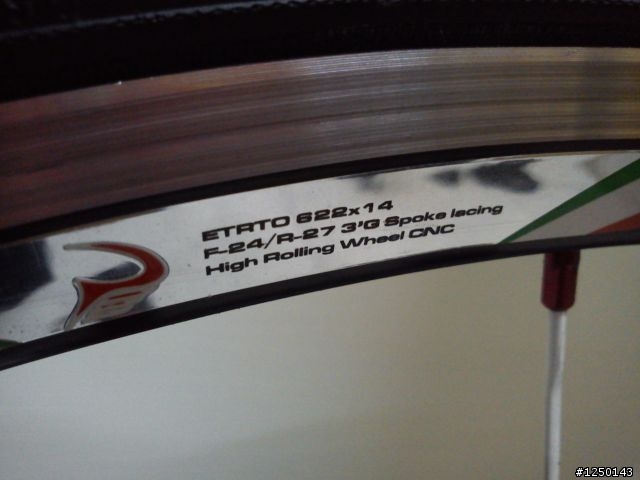 ETRTO 622x14
F-24/R-27 3'G Spoke lacing
High Rolling Wheel CNC
#1250143